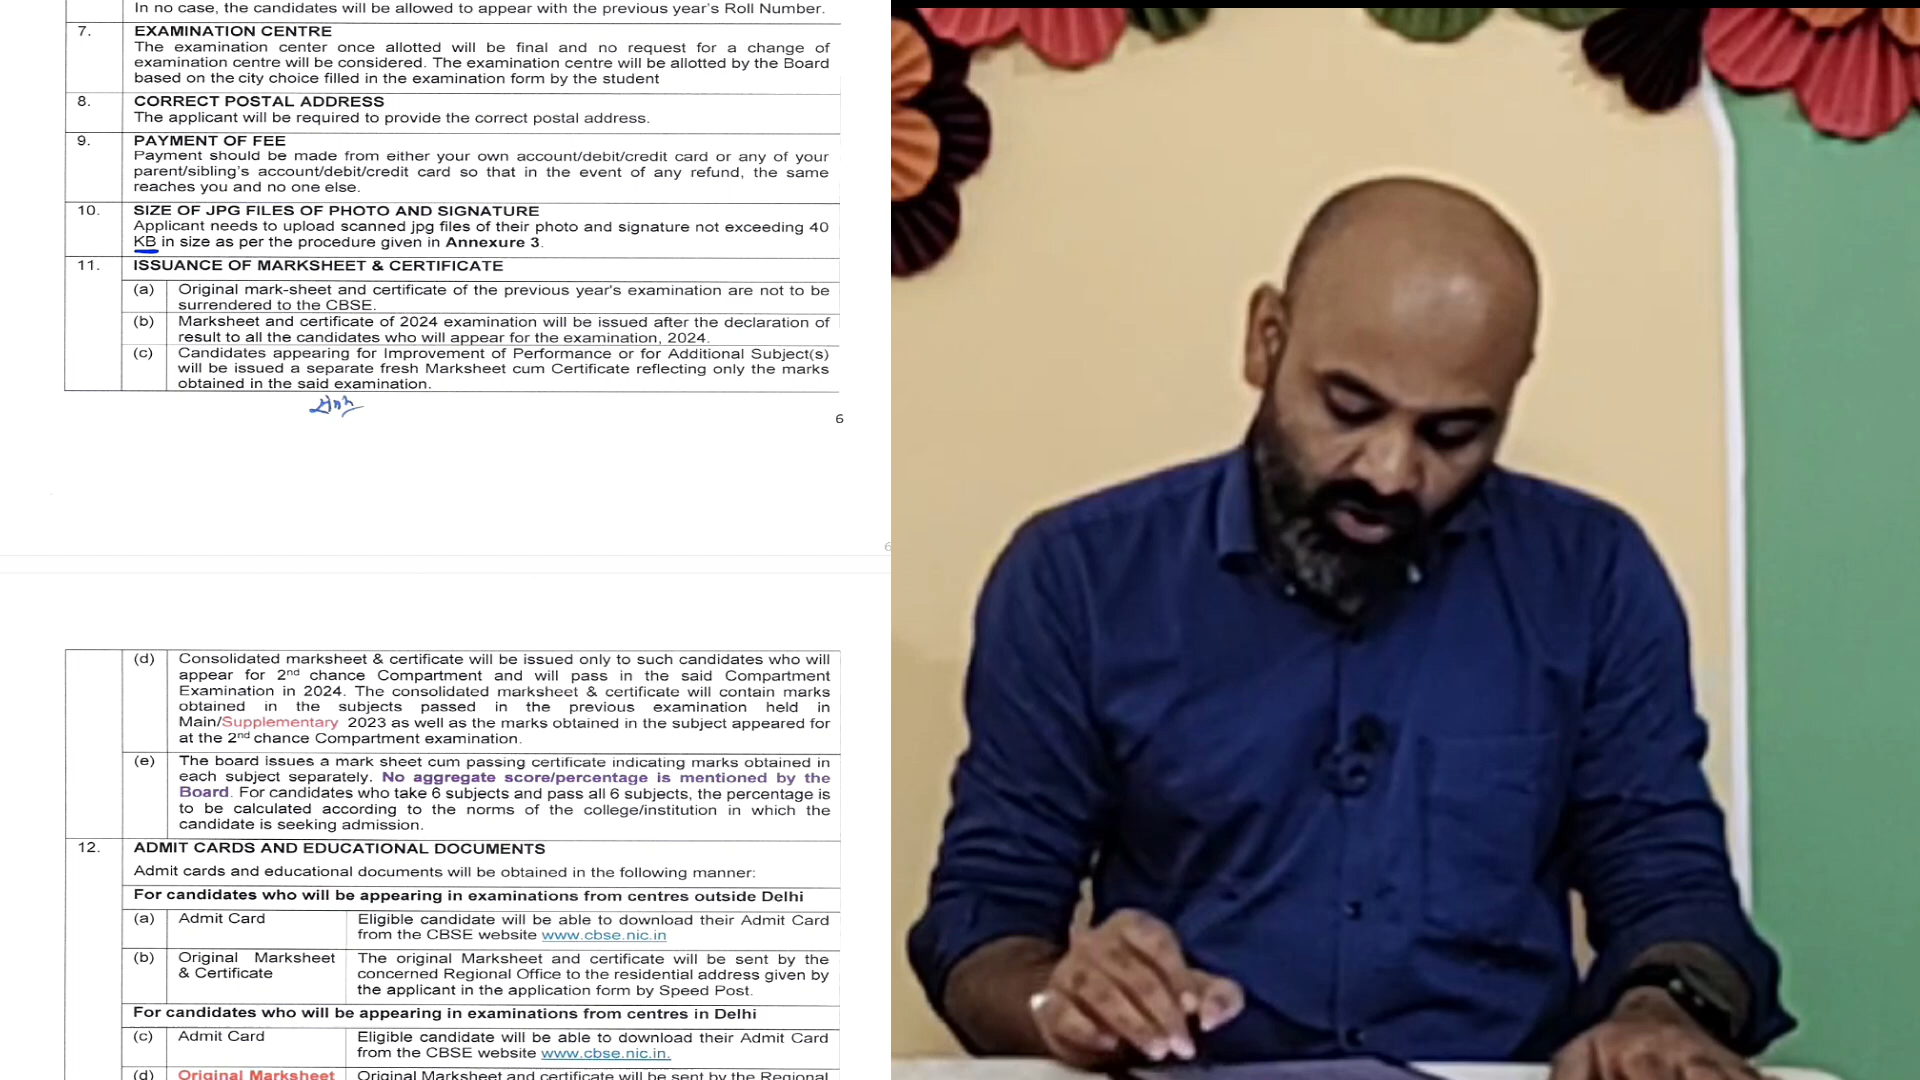 In no case, the candidates will be allowed to appear with the previous year's Roll Number.
7. EXAMINATION CENTRE
The examination center once allotted will be final and no request for a change of
examination centre will be considered. The examination centre will be allotted by the Board
based on the city choice filled in the examination form by the student
8. CORRECT POSTAL ADDRESS
The applicant will be required to provide the correct postal address.
9. PAYMENT OF FEE
Payment should be made from either your own account/debit/credit card or any of your
parent/sibling's account/debit/credit card so that in the event of any refund, the same
reaches you and no one else.
10. SIZE OF JPG FILES OF PHOTO AND SIGNATURE
Applicant needs to upload scanned jpg files of their photo and signature not exceeding 40
KB in size as per the procedure given in Annexure 3.
11. ISSUANCE OF MARKSHEET & CERTIFICATE
(a) Original mark-sheet and certificate of the previous year's examination are not to be
surrendered to the CBSE.
(b) Marksheet and certificate of 2024 examination will be issued after the declaration of
result to all the candidates who will appear for the examination, 2024.
(c) Candidates appearing for Improvement of Performance or for Additional Subject(s)
will be issued a separate fresh Marksheet cum Certificate reflecting only the marks
obtained in the said examination.
6
6
(d) Consolidated marksheet & certificate will be issued only to such candidates who will
appear for 2nd chance Compartment and will pass in the said Compartment
Examination in 2024. The consolidated marksheet & certificate will contain marks
obtained in the subjects passed in the previous examination held in
Main/Supplementary 2023 as well as the marks obtained in the subject appeared for
at the 2nd chance Compartment examination.
(e) The board issues a mark sheet cum passing certificate indicating marks obtained in
each subject separately. No aggregate score/percentage is mentioned by the
Board. For candidates who take 6 subjects and pass all 6 subjects, the percentage is
to be calculated according to the norms of the college/institution in which the
candidate is seeking admission.
12. ADMIT CARDS AND EDUCATIONAL DOCUMENTS
Admit cards and educational documents will be obtained in the following manner:
For candidates who will be appearing in examinations from centres outside Delhi
(a) Admit Card Eligible candidate will be able to download their Admit Card
from the CBSE website www.cbse.nic.in
(b) Original Marksheet The original Marksheet and certificate will be sent by the
& Certificate concerned Regional Office to the residential address given by
the applicant in the application form by Speed Post.
For candidates who will be appearing in examinations from centres in Delhi
(c) Admit Card Eligible candidate will be able to download their Admit Card
from the CBSE website www.cbse.nic.in.
(d) Original Marksheet Original Marksheet and certificate will be sent by the Regional